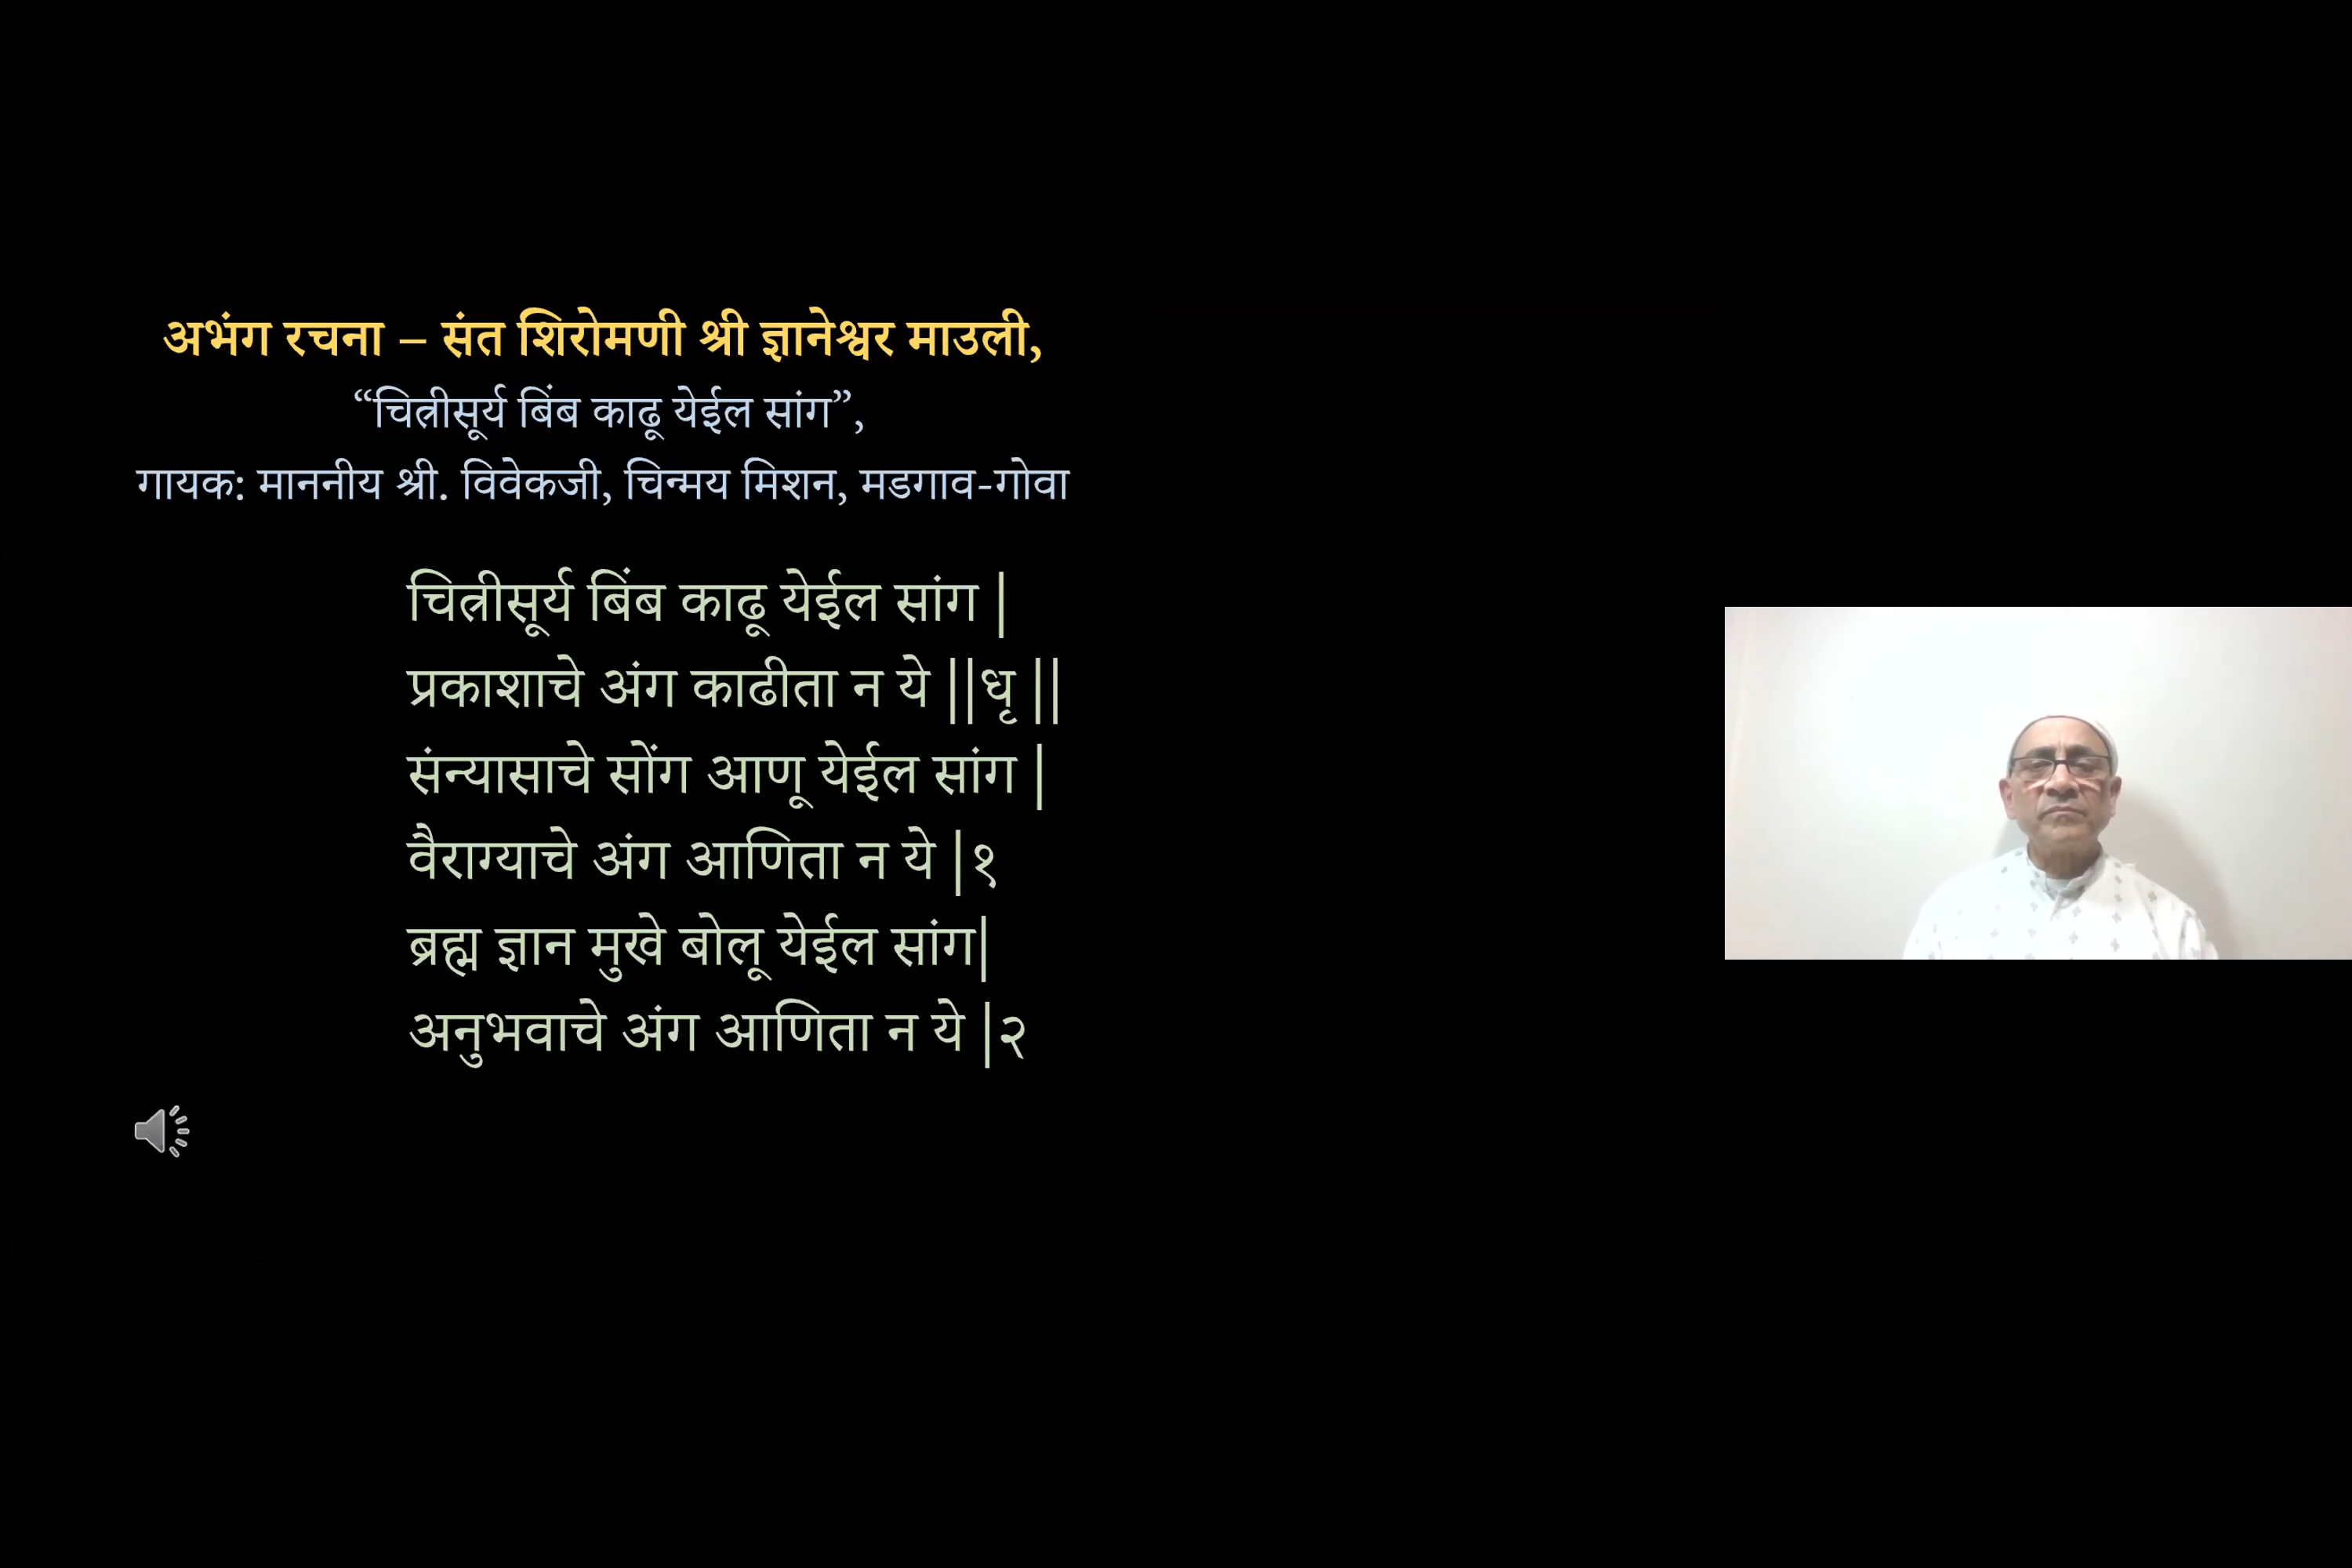 अभंग रचना – संत शिरोमणी श्री ज्ञानेश्वर माउली,
“चित्रीसूर्य बिंब काढू येईल सांग”,
गायक: माननीय श्री. विवेकजी, चिन्मय मिशन, मडगाव-गोवा
चित्रीसूर्य बिंब काढू येईल सांग |
प्रकाशाचे अंग काढीता न ये ||धृ ||
संन्यासाचे सोंग आणू येईल सांग |
वैराग्याचे अंग आणिता न ये |१
ब्रह्म ज्ञान मुखे बोलू येईल सांग|
अनुभवाचे अंग आणिता न ये |२